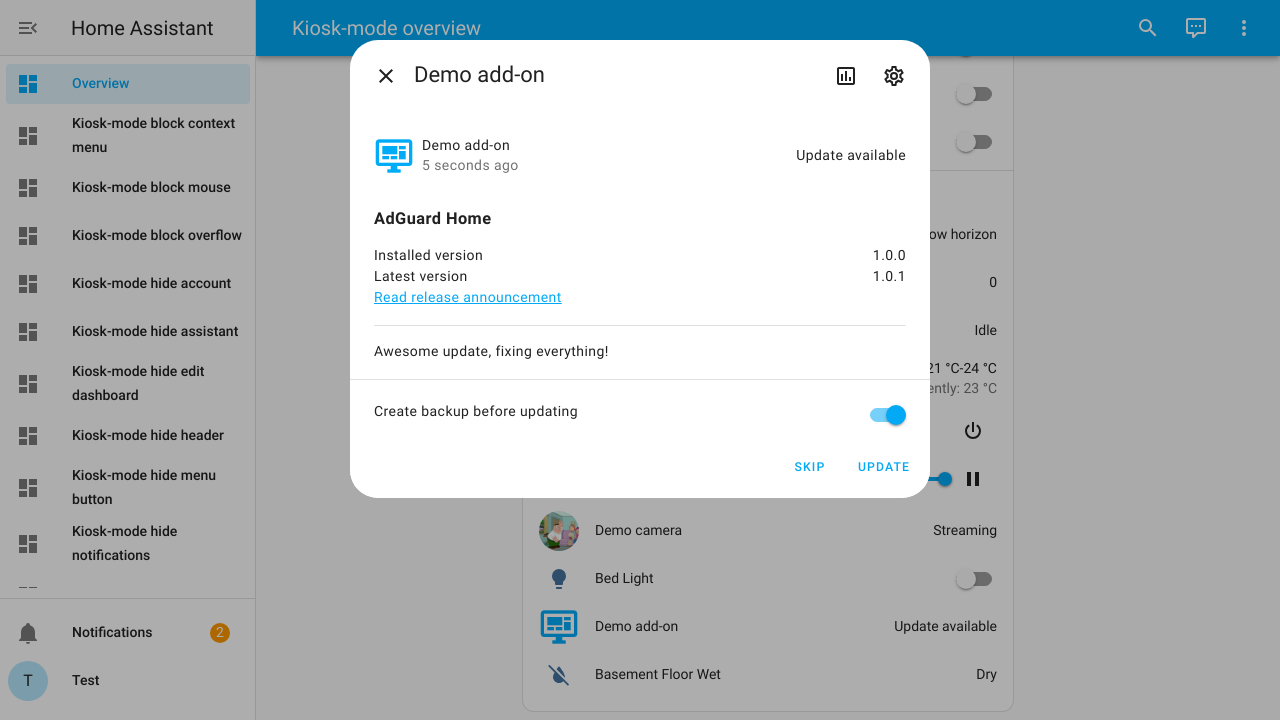 Home Assistant
Overview
Kiosk-mode block context
menu
Kiosk-mode block mouse
Kiosk-mode block overflow
Kiosk-mode hide account
Kiosk-mode hide assistant
Kiosk-mode hide edit
dashboard
Kiosk-mode hide header
Kiosk-mode hide menu
button
Kiosk-mode hide
notifications
Notifications
2
T
Test
Kiosk-mode overview
Demo add-on
Demo add-on
5 seconds ago
Update available
AdGuard Home
Installed version
1.0.0
Latest version
1.0.1
Read release announcement
Awesome update, fixing everything!
Create backup before updating
SKIP
UPDATE
horizon
0
Idle
21 °C-24 °C
23 °C
Demo camera
Streaming
Bed Light
Demo add-on
Update available
Basement Floor Wet
Dry